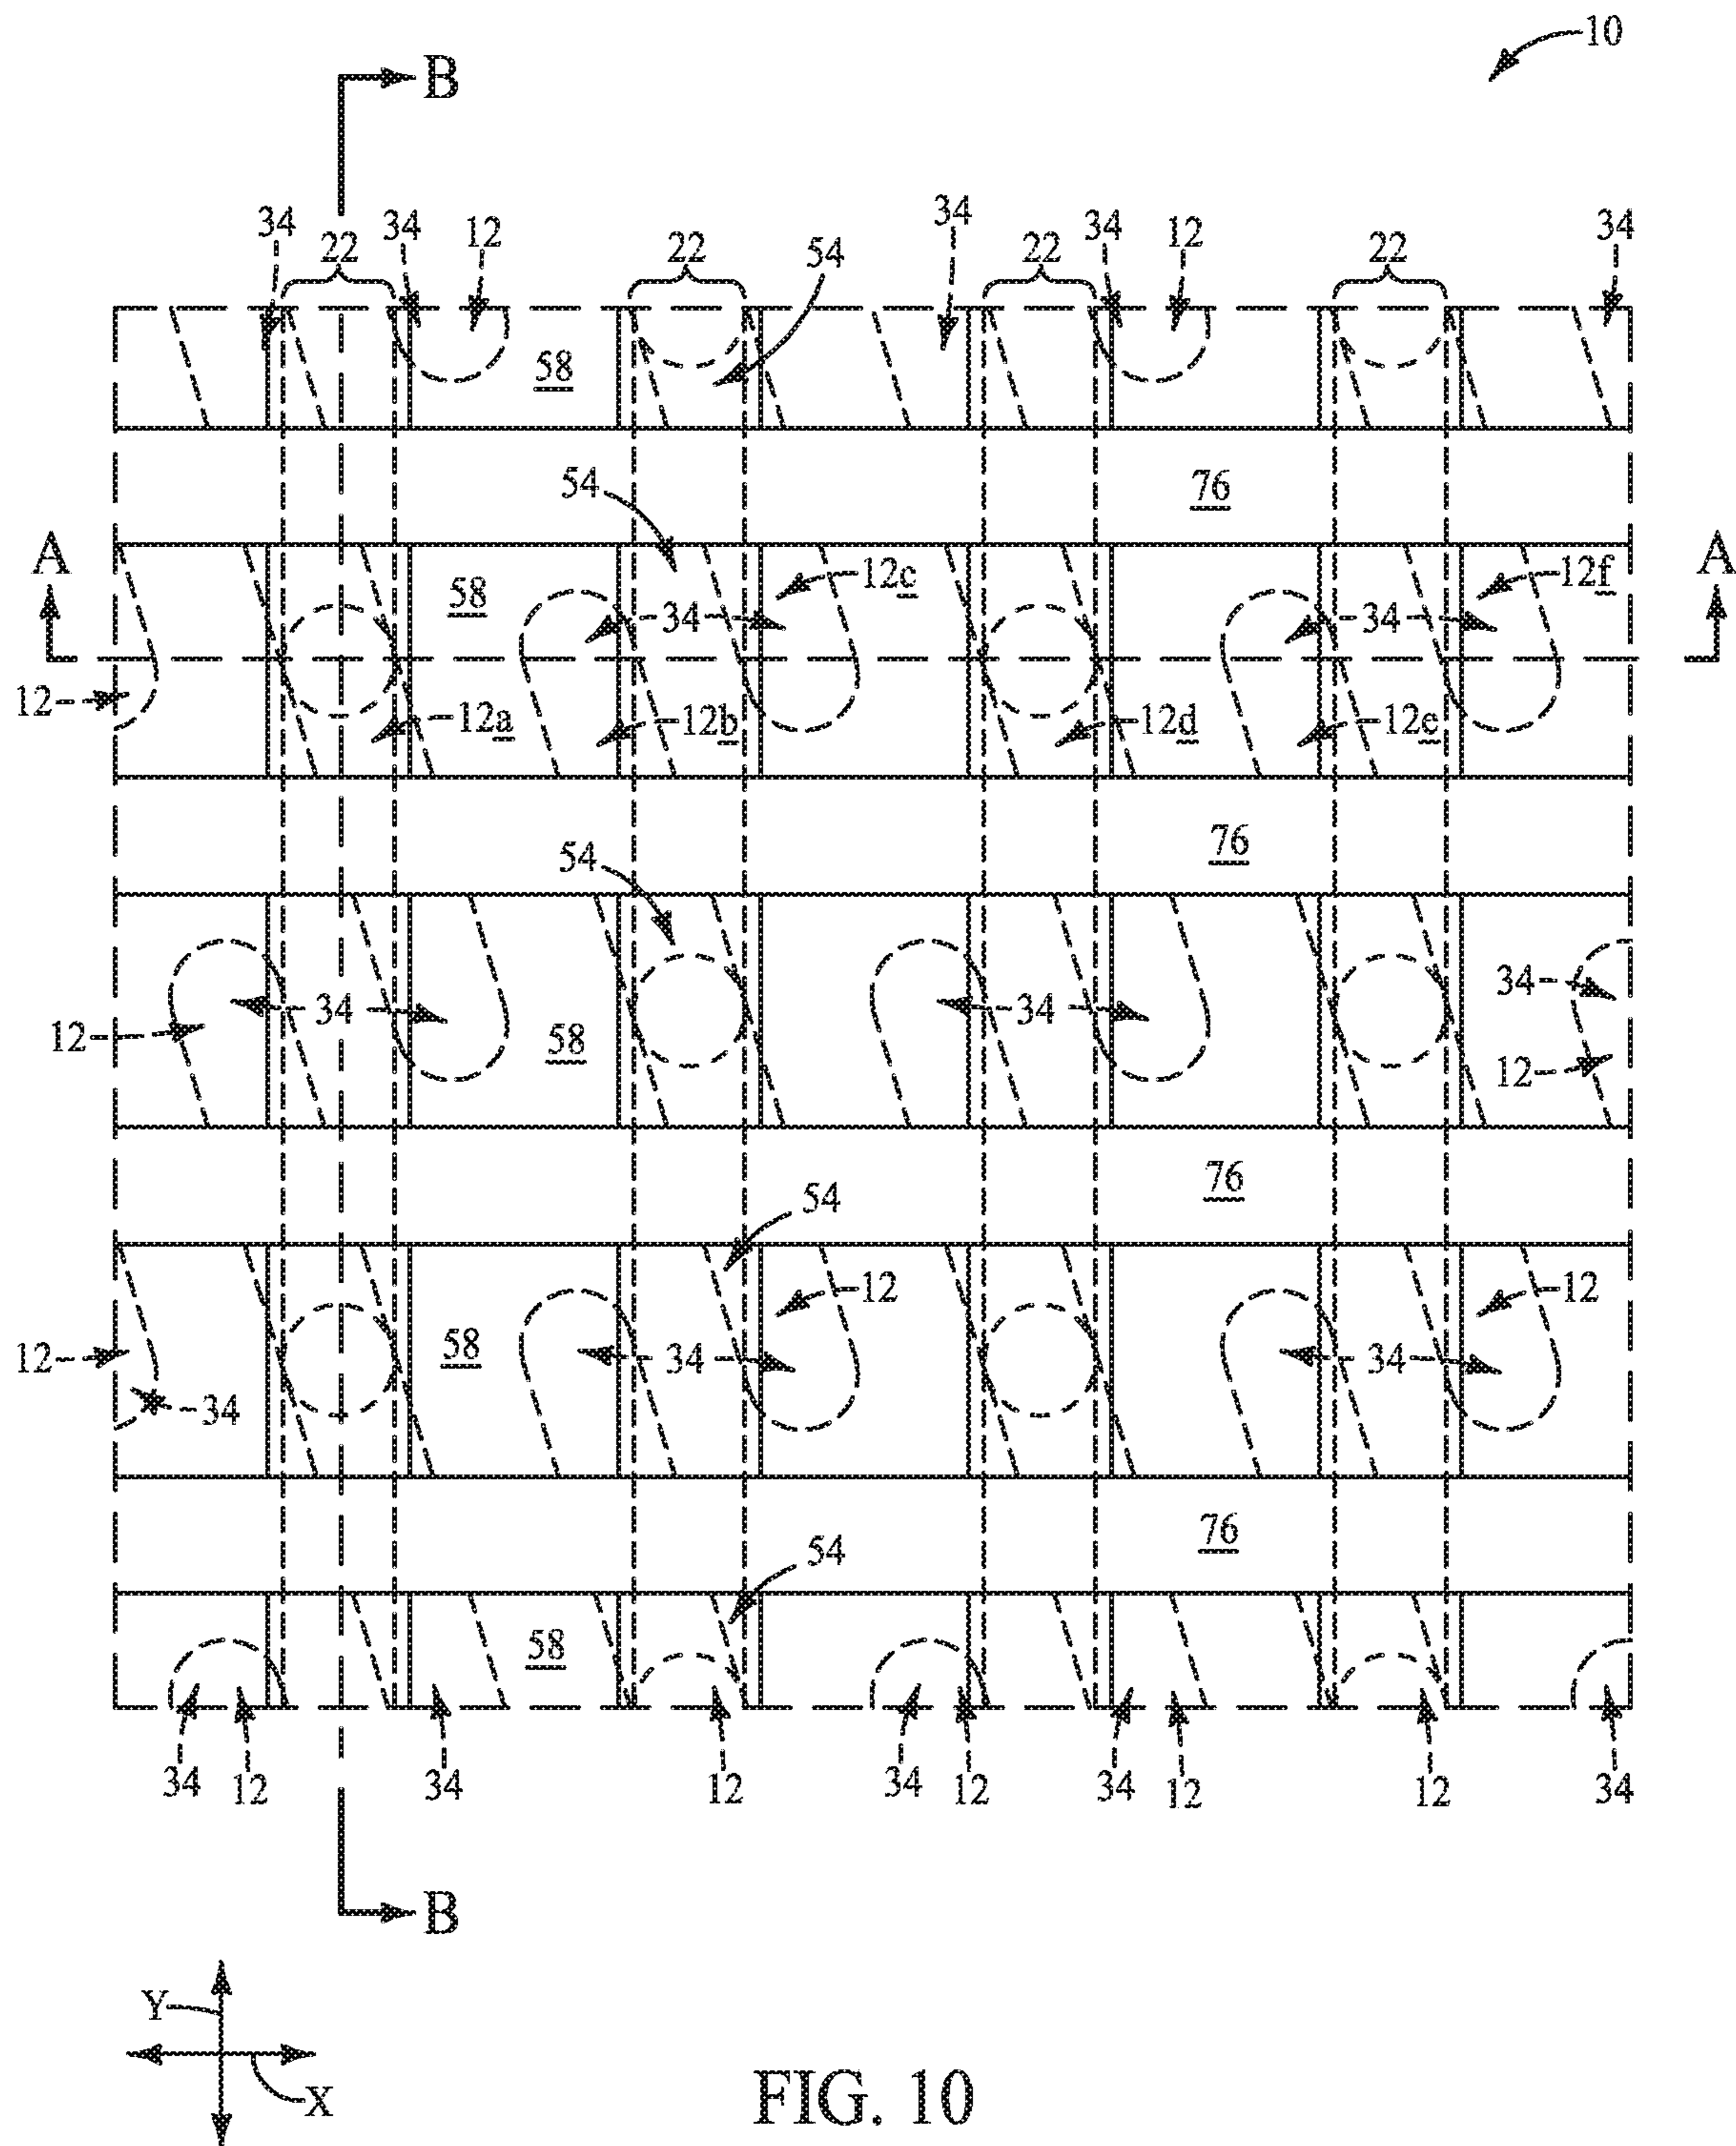 10
B
34 22 34 12 22 54 34 22 34 12 22 34
58
54 76
A 58 12c 34 12f 34 A
12 12a 12b 12d 12e
54 76
34 34 34
12 58 12
54 76
12 58 34 12 34 12
34
54 76
58
34 12 34 12 34 12 34 12 12 34
B
Y
X
FIG. 10